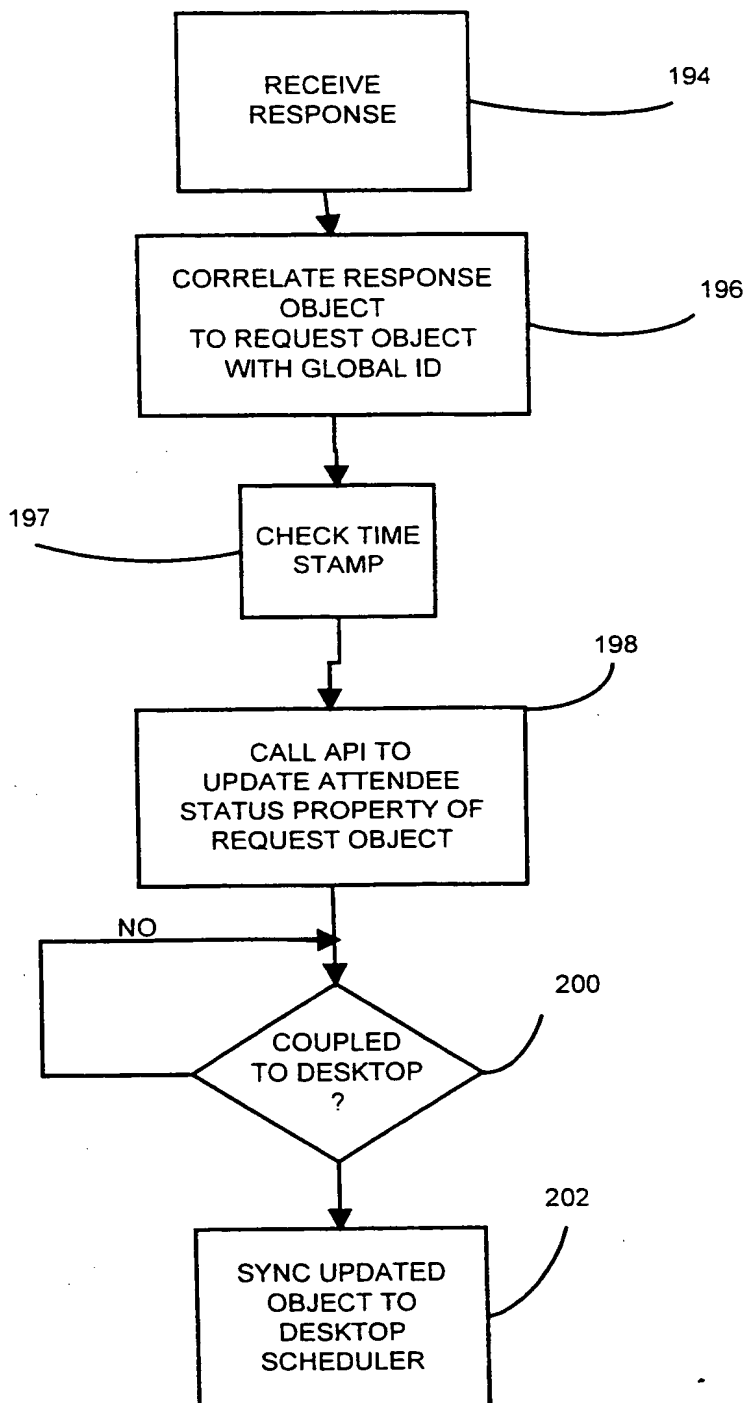 RECEIVE
RESPONSE
194
CORRELATE RESPONSE
OBJECT
TO REQUEST OBJECT
WITH GLOBAL ID
196
197
CHECK TIME
STAMP
198
CALL API TO
UPDATE ATTENDEE
STATUS PROPERTY OF
REQUEST OBJECT
NO
200
COUPLED
TO DESKTOP
?
202
SYNC UPDATED
OBJECT TO
DESKTOP
SCHEDULER